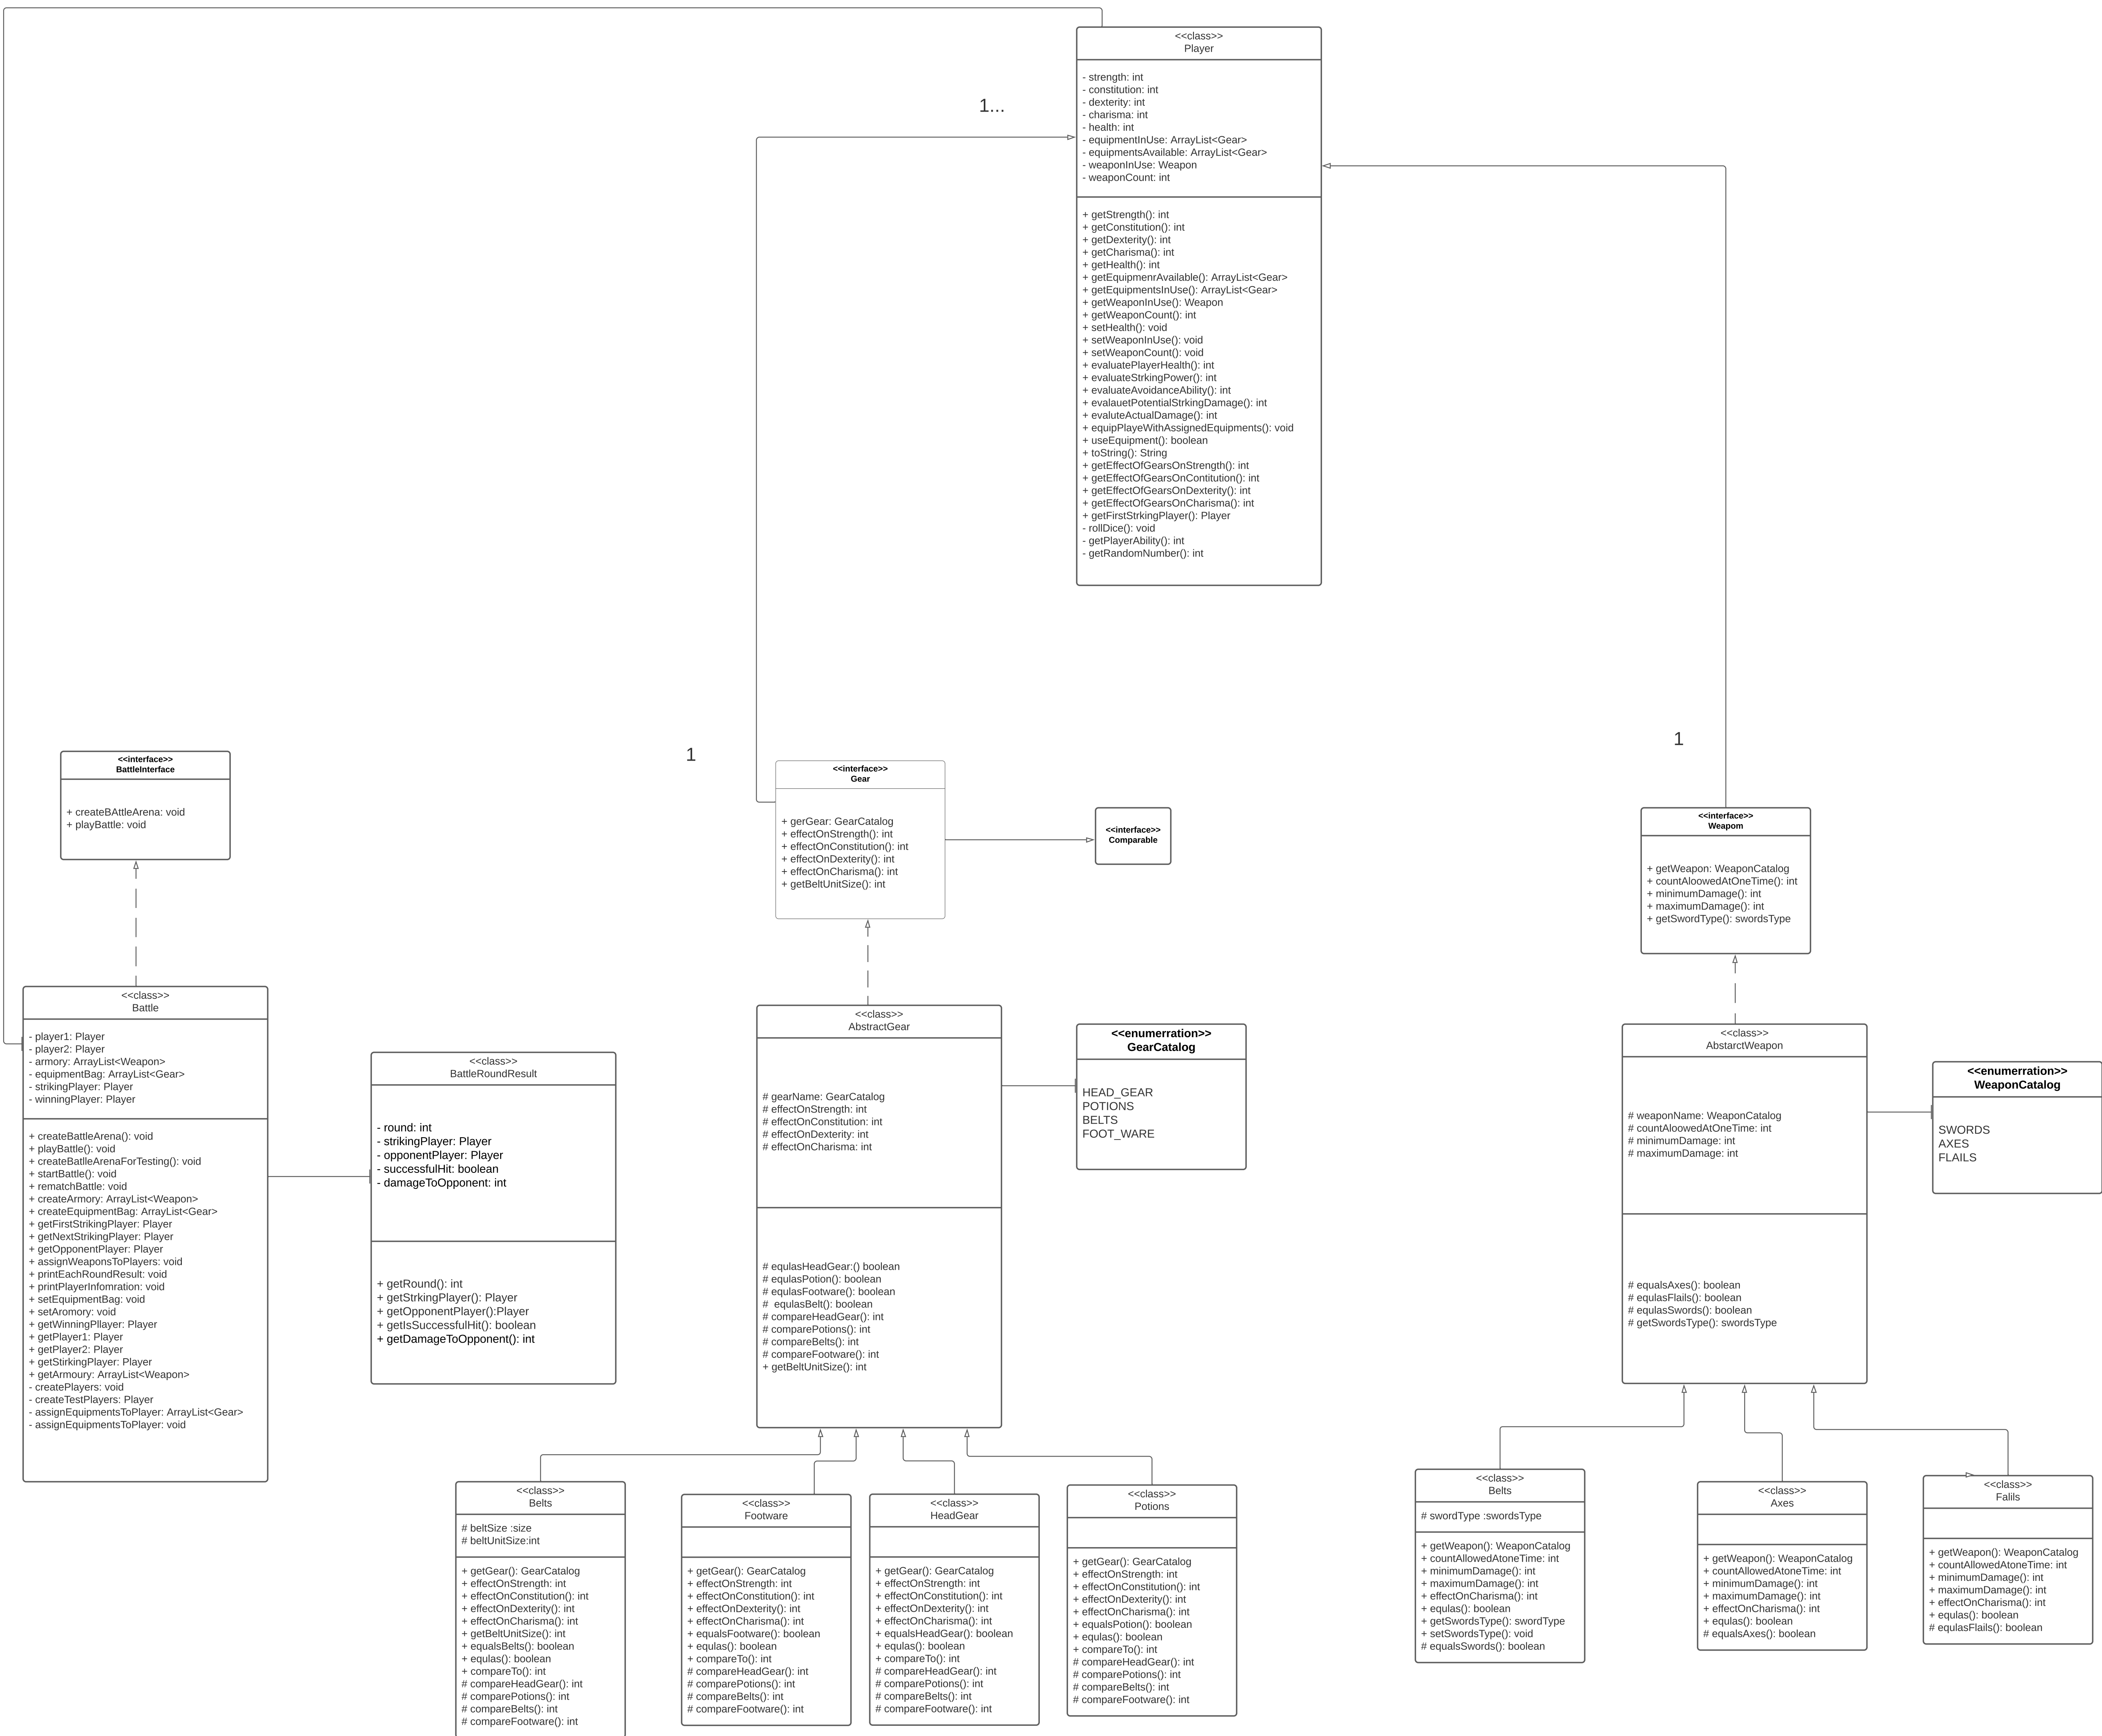 <<class>>
Player
- strength: int
- constitution: int
- dexterity: int
- charisma: int
- health: int
- equipmentInUse: ArrayList<Gear>
- equipmentsAvailable: ArrayList<Gear>
- weaponInUse: Weapon
- weaponCount: int
+ getStrength(): int
+ getConstitution(): int
+ getDexterity(): int
+ getCharisma(): int
+ getHealth(): int
+ getEquipmenrAvailable(): ArrayList<Gear>
+ getEquipmentsInUse(): ArrayList<Gear>
+ getWeaponInUse(): Weapon
+ getWeaponCount(): int
+ setHealth(): void
+ setWeaponInUse(): void
+ setWeaponCount(): void
+ evaluatePlayerHealth(): int
+ evaluateStrkingPower(): int
+ evaluateAvoidanceAbility(): int
+ evalauetPotentialStrkingDamage(): int
+ evaluteActualDamage(): int
+ equipPlayeWithAssignedEquipments(): void
+ useEquipment(): boolean
+ toString(): String
+ getEffectOfGearsOnStrength(): int
+ getEffectOfGearsOnContitution(): int
+ getEffectOfGearsOnDexterity(): int
+ getEffectOfGearsOnCharisma(): int
+ getFirstStrkingPlayer(): Player
- rollDice(): void
- getPlayerAbility(): int
- getRandomNumber(): int
1...
1
1
<<interface>>
BattleInterface
+ createBAttleArena: void
+ playBattle: void
<<interface>>
Gear
+ gerGear: GearCatalog
+ effectOnStrength(): int
+ effectOnConstitution(): int
+ effectOnDexterity(): int
+ effectOnCharisma(): int
+ getBeltUnitSize(): int
<<interface>>
Comparable
<<interface>>
Weapom
+ getWeapon: WeaponCatalog
+ countAloowedAtOneTime(): int
+ minimumDamage(): int
+ maximumDamage(): int
+ getSwordType(): swordsType
<<class>>
Battle
- player1: Player
- player2: Player
- armory: ArrayList<Weapon>
- equipmentBag: ArrayList<Gear>
- strikingPlayer: Player
- winningPlayer: Player
+ createBattleArena(): void
+ playBattle(): void
+ createBatlleArenaForTesting(): void
+ startBattle(): void
+ rematchBattle: void
+ createArmory: ArrayList<Weapon>
+ createEquipmentBag: ArrayList<Gear>
+ getFirstStrikingPlayer: Player
+ getNextStrikingPlayer: Player
+ getOpponentPlayer: Player
+ assignWeaponsToPlayers: void
+ printEachRoundResult: void
+ printPlayerInfomration: void
+ setEquipmentBag: void
+ setAromory: void
+ getWinningPllayer: Player
+ getPlayer1: Player
+ getPlayer2: Player
+ getStirkingPlayer: Player
+ getArmoury: ArrayList<Weapon>
- createPlayers: void
- createTestPlayers: Player
- assignEquipmentsToPlayer: ArrayList<Gear>
- assignEquipmentsToPlayer: void
<<class>>
BattleRoundResult
- round: int
- strikingPlayer: Player
- opponentPlayer: Player
- successfulHit: boolean
- damageToOpponent: int
+ getRound(): int
+ getStrkingPlayer(): Player
+ getOpponentPlayer():Player
+ getIsSuccessfulHit(): boolean
+ getDamageToOpponent(): int
<<class>>
AbstractGear
# gearName: GearCatalog
# effectOnStrength: int
# effectOnConstitution: int
# effectOnDexterity: int
# effectOnCharisma: int
# equlasHeadGear:() boolean
# equlasPotion(): boolean
# equlasFootware(): boolean
#  equlasBelt(): boolean
# compareHeadGear(): int
# comparePotions(): int
# compareBelts(): int
# compareFootware(): int
+ getBeltUnitSize(): int
<<enumerration>>
GearCatalog
HEAD_GEAR
POTIONS
BELTS
FOOT_WARE
<<class>>
AbstarctWeapon
# weaponName: WeaponCatalog
# countAloowedAtOneTime: int
# minimumDamage: int
# maximumDamage: int
# equalsAxes(): boolean
# equlasFlails(): boolean
# equlasSwords(): boolean
# getSwordsType(): swordsType
<<enumerration>>
WeaponCatalog
SWORDS
AXES
FLAILS
<<class>>
Belts
# beltSize :size
# beltUnitSize:int
+ getGear(): GearCatalog
+ effectOnStrength: int
+ effectOnConstitution(): int
+ effectOnDexterity(): int
+ effectOnCharisma(): int
+ getBeltUnitSize(): int
+ equalsBelts(): boolean
+ equlas(): boolean
+ compareTo(): int
# compareHeadGear(): int
# comparePotions(): int
# compareBelts(): int
# compareFootware(): int
<<class>>
Footware
+ getGear(): GearCatalog
+ effectOnStrength: int
+ effectOnConstitution(): int
+ effectOnDexterity(): int
+ effectOnCharisma(): int
+ equalsFootware(): boolean
+ equlas(): boolean
+ compareTo(): int
# compareHeadGear(): int
# comparePotions(): int
# compareBelts(): int
# compareFootware(): int
<<class>>
HeadGear
+ getGear(): GearCatalog
+ effectOnStrength: int
+ effectOnConstitution(): int
+ effectOnDexterity(): int
+ effectOnCharisma(): int
+ equalsHeadGear(): boolean
+ equlas(): boolean
+ compareTo(): int
# compareHeadGear(): int
# comparePotions(): int
# compareBelts(): int
# compareFootware(): int
<<class>>
Potions
+ getGear(): GearCatalog
+ effectOnStrength: int
+ effectOnConstitution(): int
+ effectOnDexterity(): int
+ effectOnCharisma(): int
+ equalsPotion(): boolean
+ equlas(): boolean
+ compareTo(): int
# compareHeadGear(): int
# comparePotions(): int
# compareBelts(): int
# compareFootware(): int
<<class>>
Belts
# swordType :swordsType
+ getWeapon(): WeaponCatalog
+ countAllowedAtoneTime: int
+ minimumDamage(): int
+ maximumDamage(): int
+ effectOnCharisma(): int
+ equlas(): boolean
+ getSwordsType(): swordType
+ setSwordsType(): void
# equalsSwords(): boolean
<<class>>
Axes
+ getWeapon(): WeaponCatalog
+ countAllowedAtoneTime: int
+ minimumDamage(): int
+ maximumDamage(): int
+ effectOnCharisma(): int
+ equlas(): boolean
# equalsAxes(): boolean
<<class>>
Falils
+ getWeapon(): WeaponCatalog
+ countAllowedAtoneTime: int
+ minimumDamage(): int
+ maximumDamage(): int
+ effectOnCharisma(): int
+ equlas(): boolean
# equlasFlails(): boolean